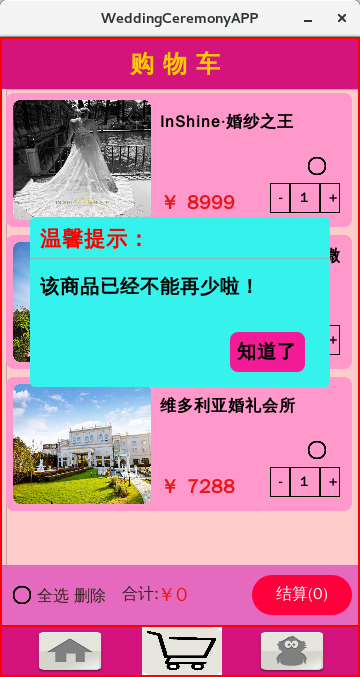 WeddingCeremonyAPP
购物车
InShine·婚纱之王
¥ 8999
- 1 +
温馨提示：
该商品已经不能再少啦！
知道了
+
维多利亚婚礼会所
¥ 7288
- 1 +
全选 删除 合计:¥0 结算(0)